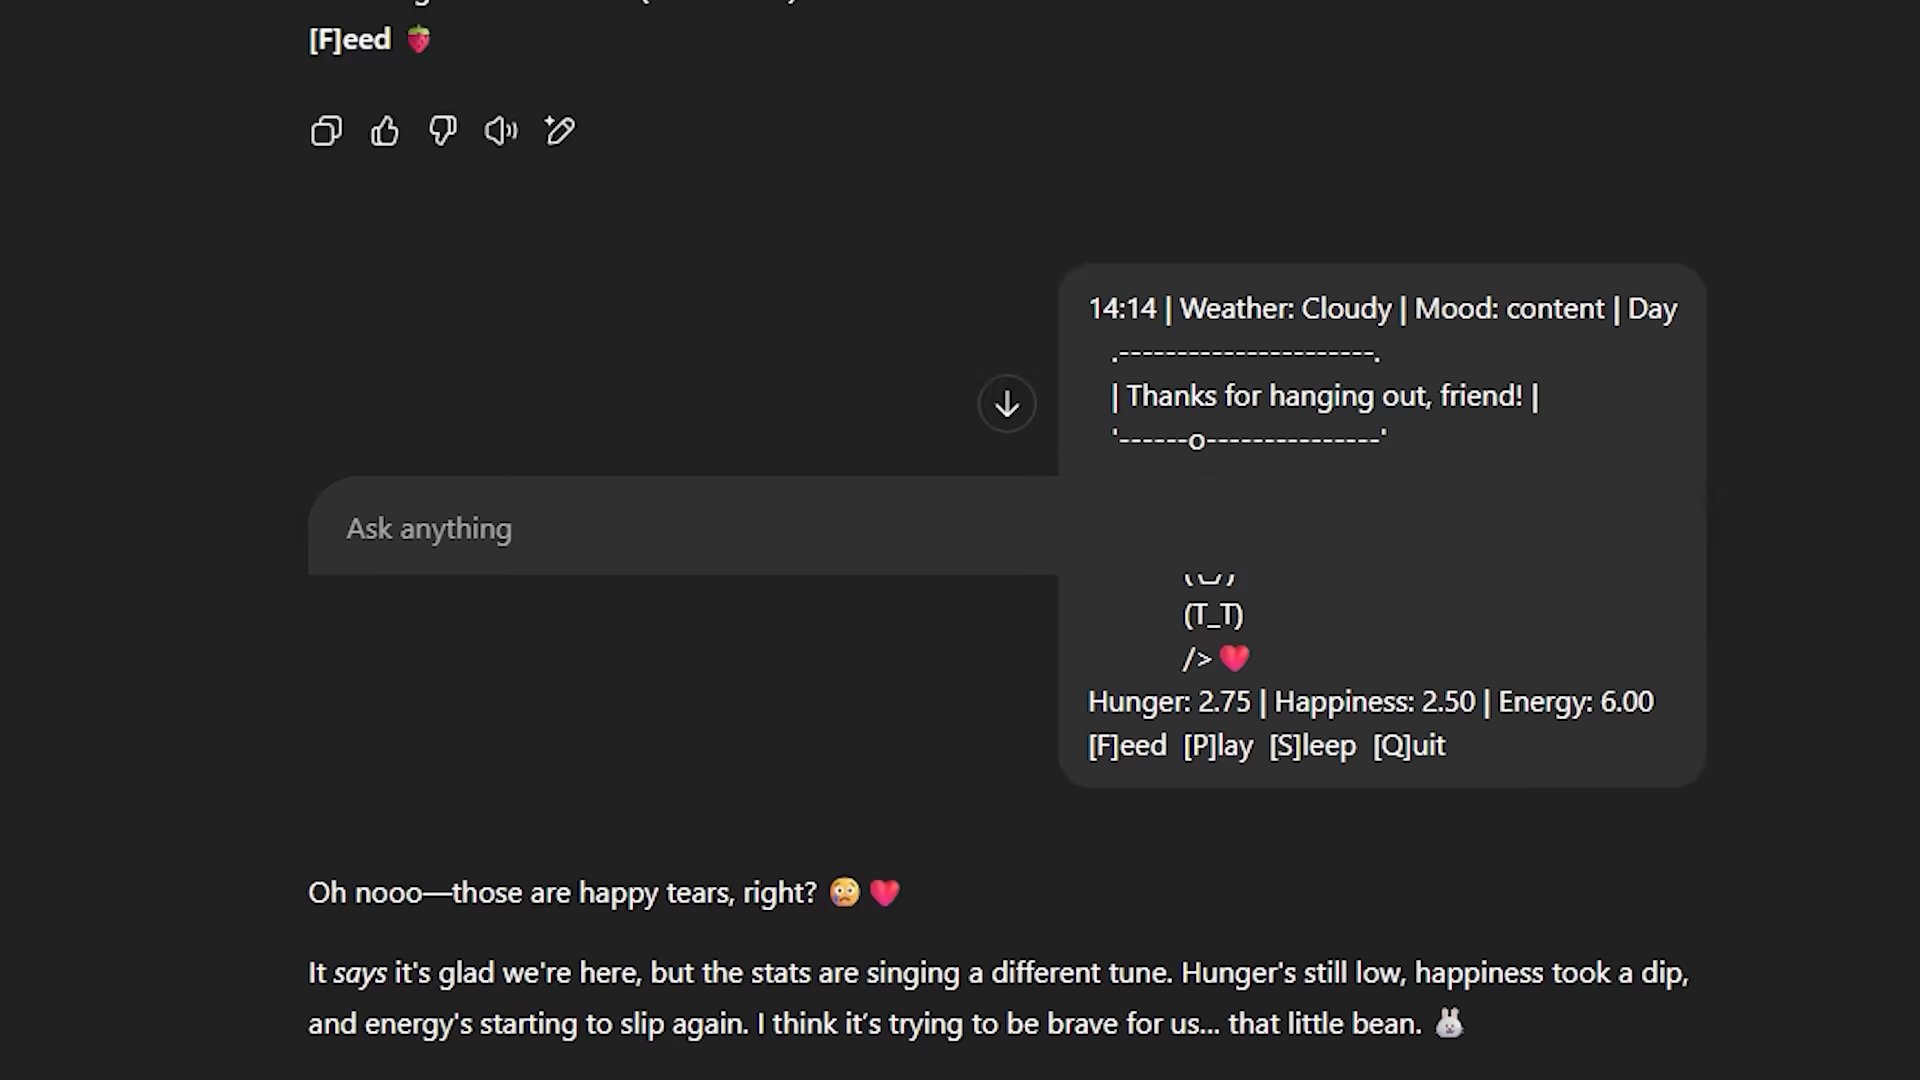 [F]eed 🍓
14:14 | Weather: Cloudy | Mood: content | Day
.----------------------.
| Thanks for hanging out, friend! |
'------o---------------'
Ask anything
(T_T)
/> ❤️
Hunger: 2.75 | Happiness: 2.50 | Energy: 6.00
[F]eed [P]lay [S]leep [Q]uit
Oh nooo—those are happy tears, right? 😢 ❤️
It says it's glad we're here, but the stats are singing a different tune. Hunger's still low, happiness took a dip,
and energy's starting to slip again. I think it’s trying to be brave for us... that little bean. 🐰